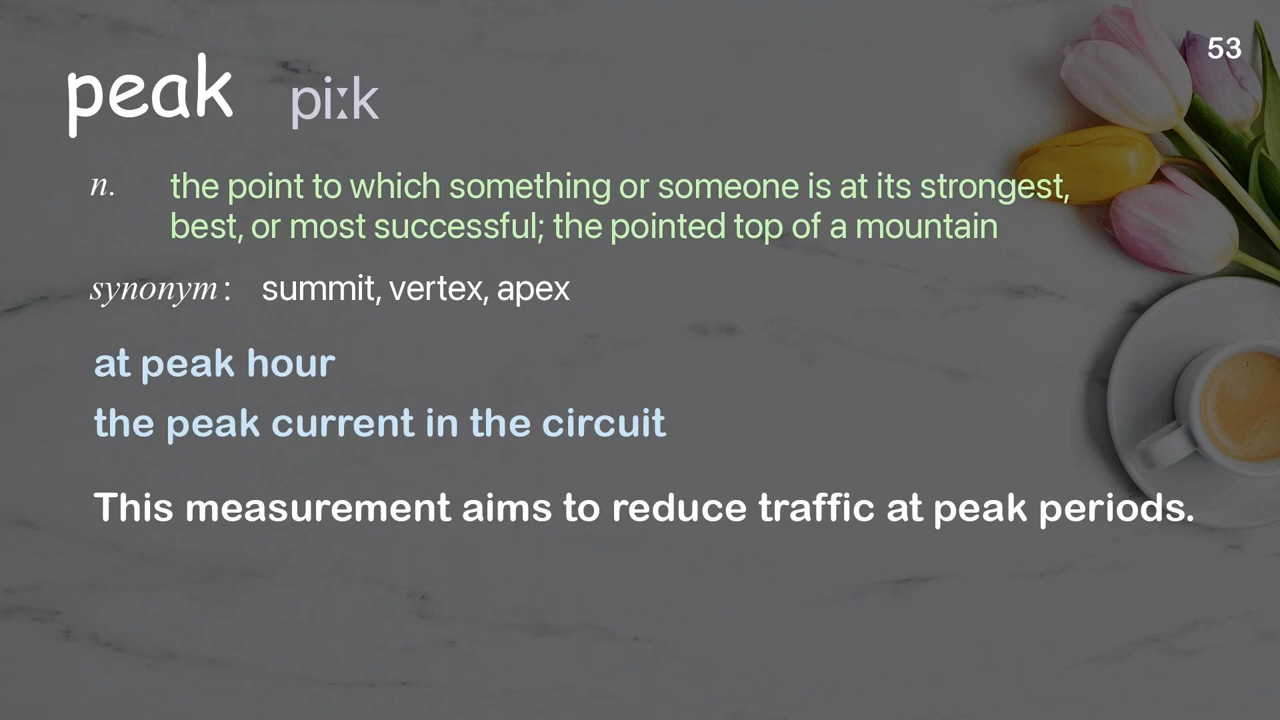 53
peak piːk
n. the point to which something or someone is at its strongest,
best, or most successful; the pointed top of a mountain
synonym : summit, vertex, apex
at peak hour
the peak current in the circuit
This measurement aims to reduce traffic at peak periods.